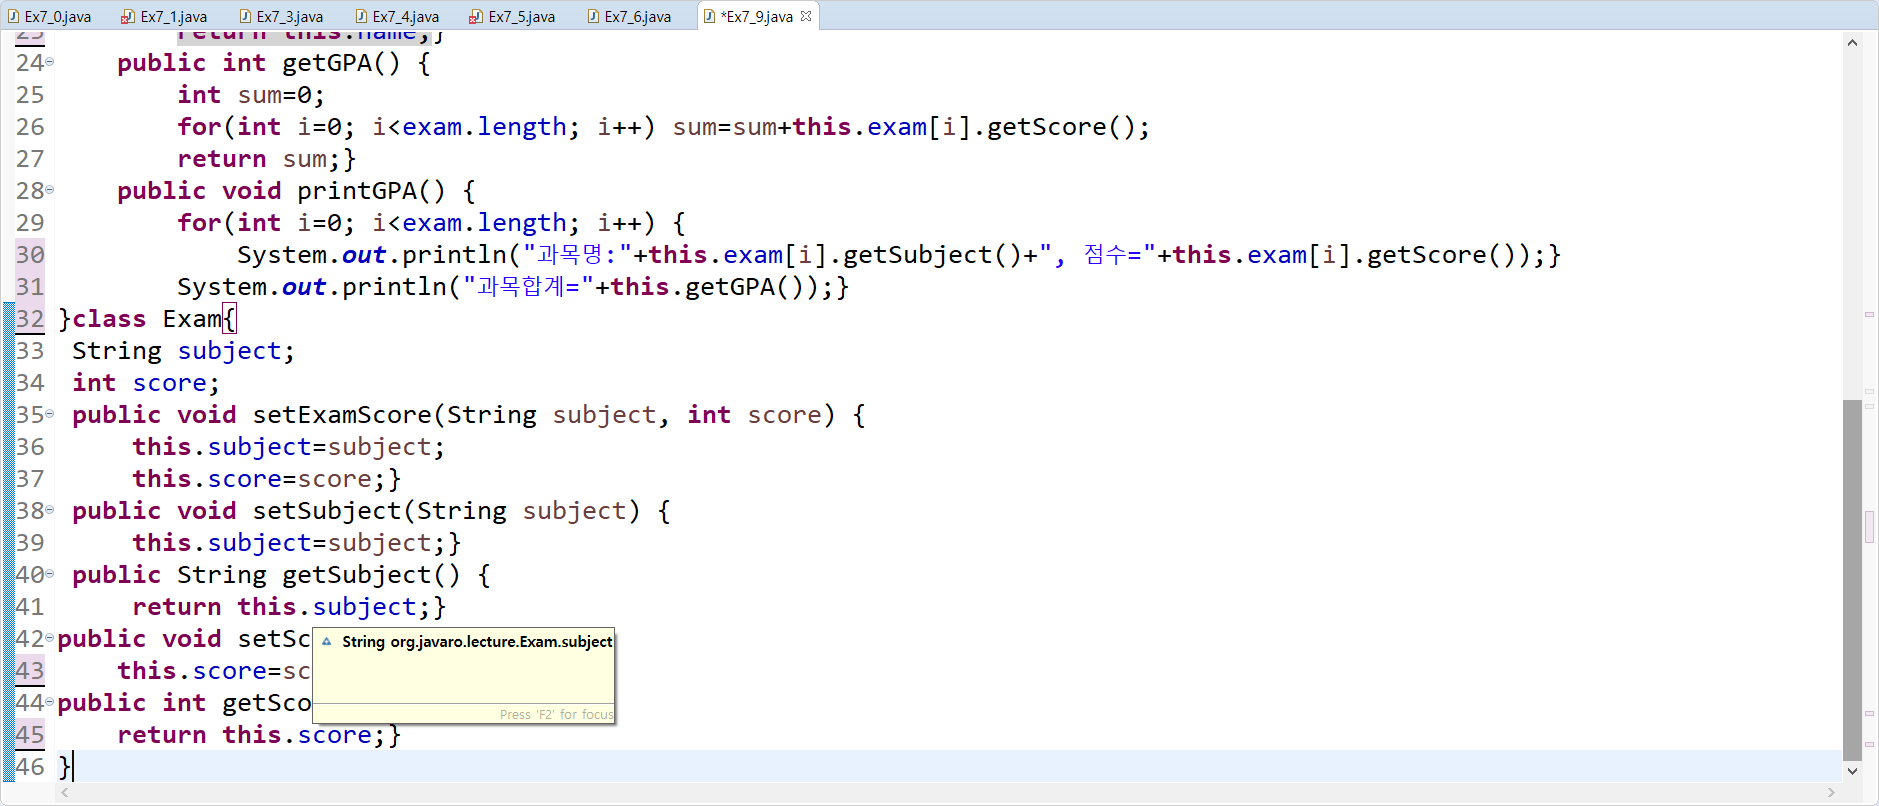 Ex7_0.java Ex7_1.java Ex7_3.java Ex7_4.java Ex7_5.java Ex7_6.java *Ex7_9.java
23 return this.name;}
24 public int getGPA() {
25 int sum=0;
26 for(int i=0; i<exam.length; i++) sum=sum+this.exam[i].getScore();
27 return sum;}
28 public void printGPA() {
29 for(int i=0; i<exam.length; i++) {
30 System.out.println("과목명:"+this.exam[i].getSubject()+", 점수="+this.exam[i].getScore());}
31 System.out.println("과목합계="+this.getGPA());}
32 }class Exam{
33 String subject;
34 int score;
35 public void setExamScore(String subject, int score) {
36 this.subject=subject;
37 this.score=score;}
38 public void setSubject(String subject) {
39 this.subject=subject;}
40 public String getSubject() {
41 return this.subject;}
42 public void setSc
String org.javaro.lecture.Exam.subject
43 this.score=sc
44 public int getSco
Press 'F2' for focus
45 return this.score;}
46 }